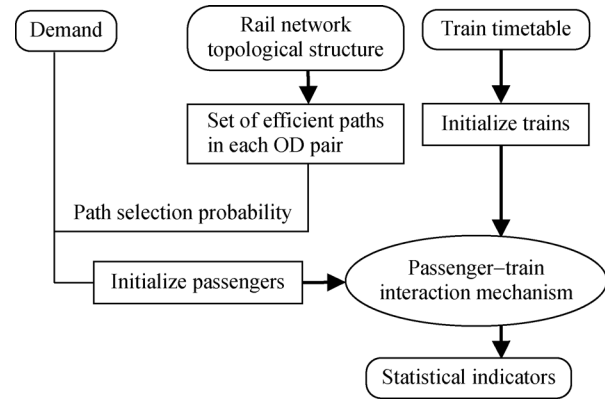 Demand
Rail network
topological structure
Train timetable
Set of efficient paths
in each OD pair
Initialize trains
Path selection probability
Initialize passengers
Passenger–train
interaction mechanism
Statistical indicators